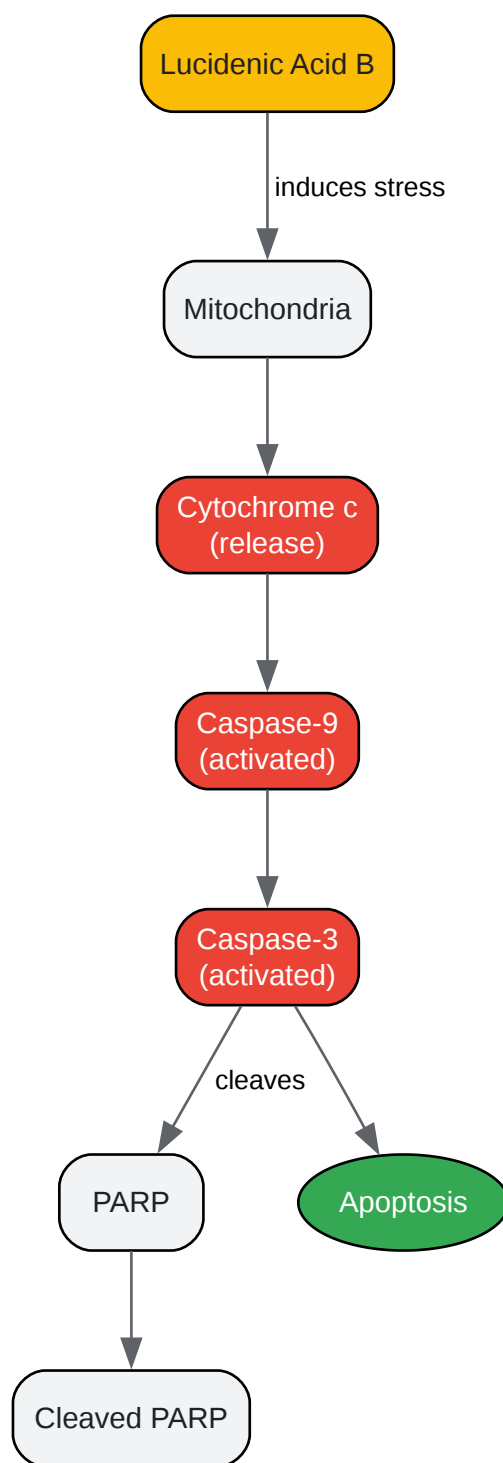 Lucidenic Acid B
induces stress
Mitochondria
Cytochrome c
(release)
Caspase-9
(activated)
Caspase-3
(activated)
cleaves
PARP
Apoptosis
Cleaved PARP